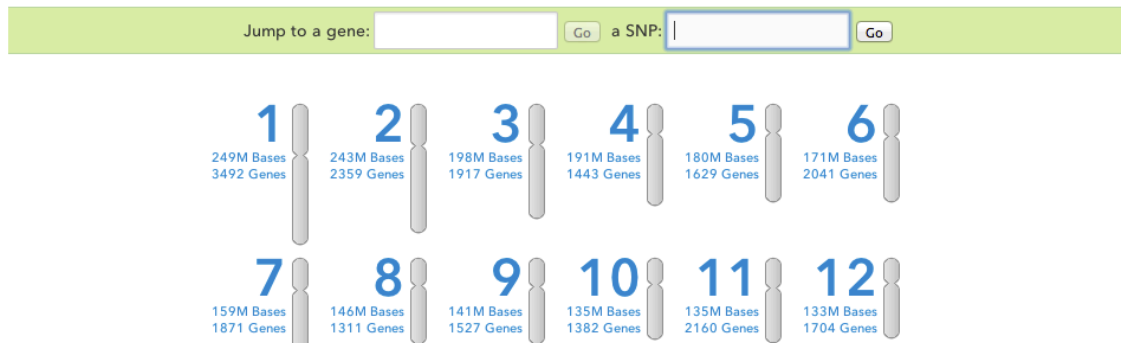 Jump to a gene: Go a SNP: Go
1 2 3 4 5 6
249M Bases 243M Bases 198M Bases 191M Bases 180M Bases 171M Bases
3492 Genes 2359 Genes 1917 Genes 1443 Genes 1629 Genes 2041 Genes
7 8 9 10 11 12
159M Bases 146M Bases 141M Bases 135M Bases 135M Bases 133M Bases
1871 Genes 1311 Genes 1527 Genes 1382 Genes 2160 Genes 1704 Genes